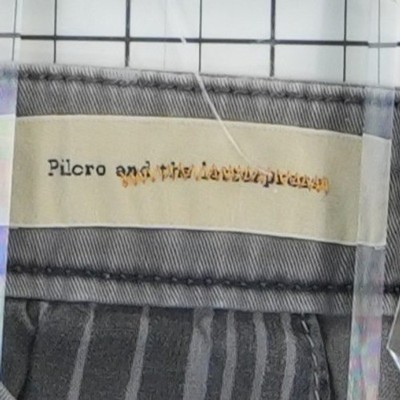 Pilcro and the letterpress